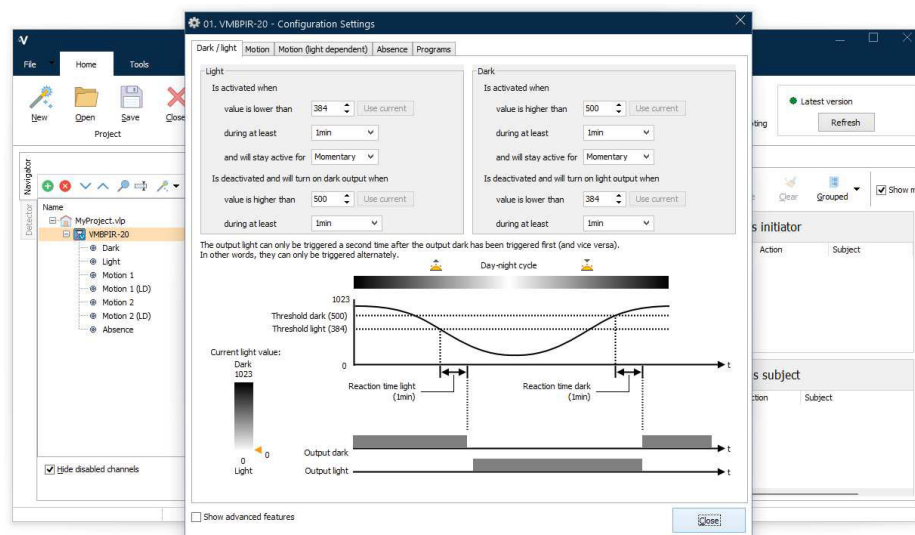 01. VMBPIR-20 - Configuration Settings
File
Home
Tools
New
Open
Save
Close
Project
Latest version
Refresh
Clear
Grouped
Navigator
Detector
Name
MyProject.vlp
VMBPIR-20
Dark
Light
Motion 1
Motion 1 (LD)
Motion 2
Motion 2 (LD)
Absence
Hide disabled channels
Dark / light
Motion
Motion (light dependent)
Absence
Programs
Light
Is activated when
value is lower than 384 Use current
during at least 1min
and will stay active for Momentary
Is deactivated and will turn on dark output when
value is higher than 500 Use current
during at least 1min
Dark
Is activated when
value is higher than 500 Use current
during at least 1min
and will stay active for Momentary
Is deactivated and will turn on light output when
value is lower than 384 Use current
during at least 1min
The output light can only be triggered a second time after the output dark has been triggered first (and vice versa).
In other words, they can only be triggered alternately.
Day-night cycle
1023
Threshold dark (500)
Threshold light (384)
0
t
Reaction time light
(1min)
Reaction time dark
(1min)
Current light value:
Dark
1023
0
0
Light
Output dark
t
Output light
t
Show advanced features
Close
initiator
Action
Subject
subject
Subject